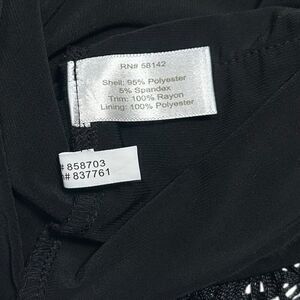 RN# 58142
Shell: 95% Polyester
5% Spandex
Trim: 100% Rayon
Lining: 100% Polyester
# 858703
# 837761